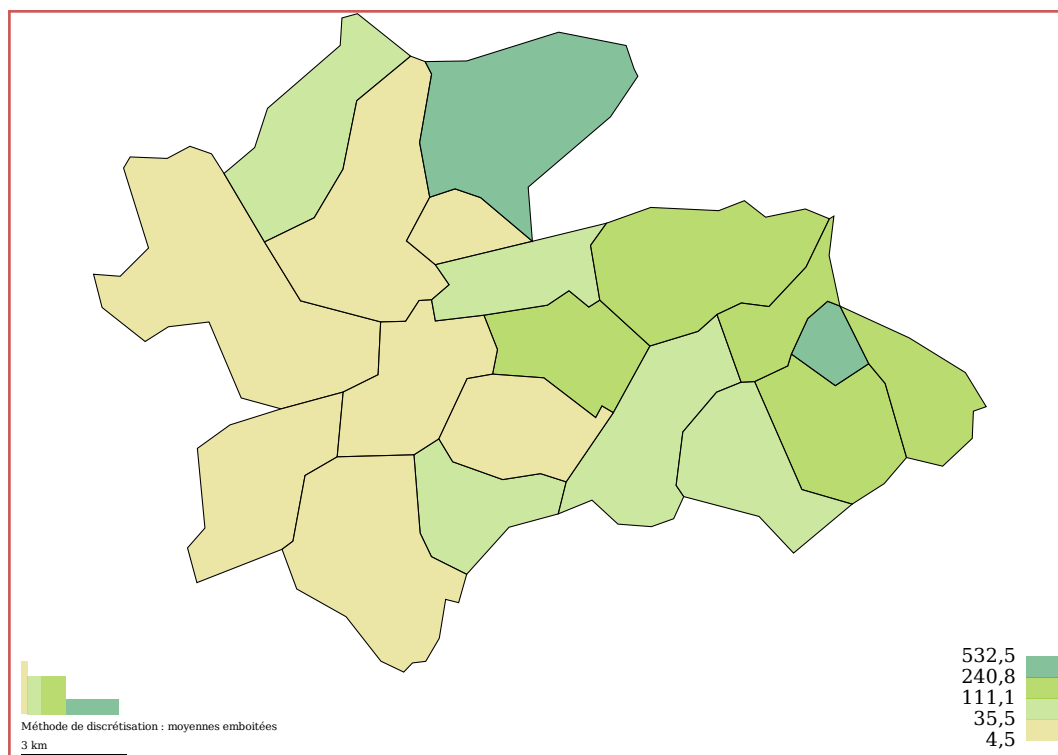 532,5
240,8
111,1
35,5
4,5
Méthode de discrétisation : moyennes emboitées
3 km